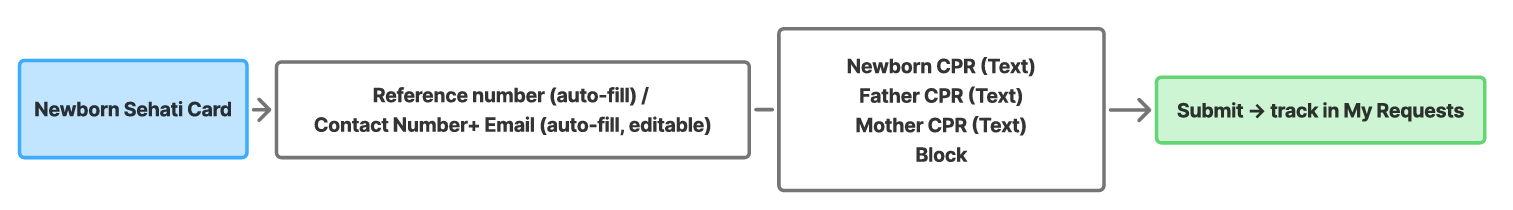 Newborn Sehati Card
Reference number (auto-fill) /
Contact Number+ Email (auto-fill, editable)
Newborn CPR (Text)
Father CPR (Text)
Mother CPR (Text)
Block
Submit → track in My Requests